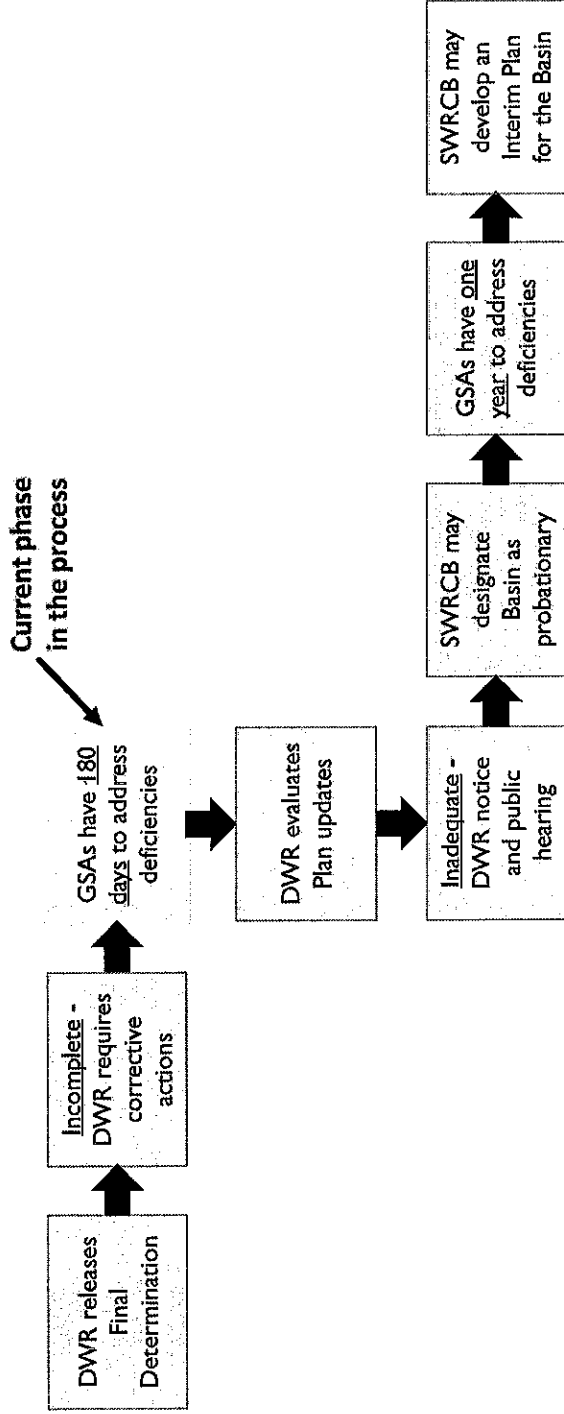 Current phase
in the process
DWR releases
Final
Determination
Incomplete -
DWR requires
corrective
actions
GSAs have 180
days to address
deficiencies
DWR evaluates
Plan updates
Inadequate -
DWR notice
and public
hearing
SWRCB may
designate
Basin as
probationary
GSAs have one
year to address
deficiencies
SWRCB may
develop an
Interim Plan
for the Basin